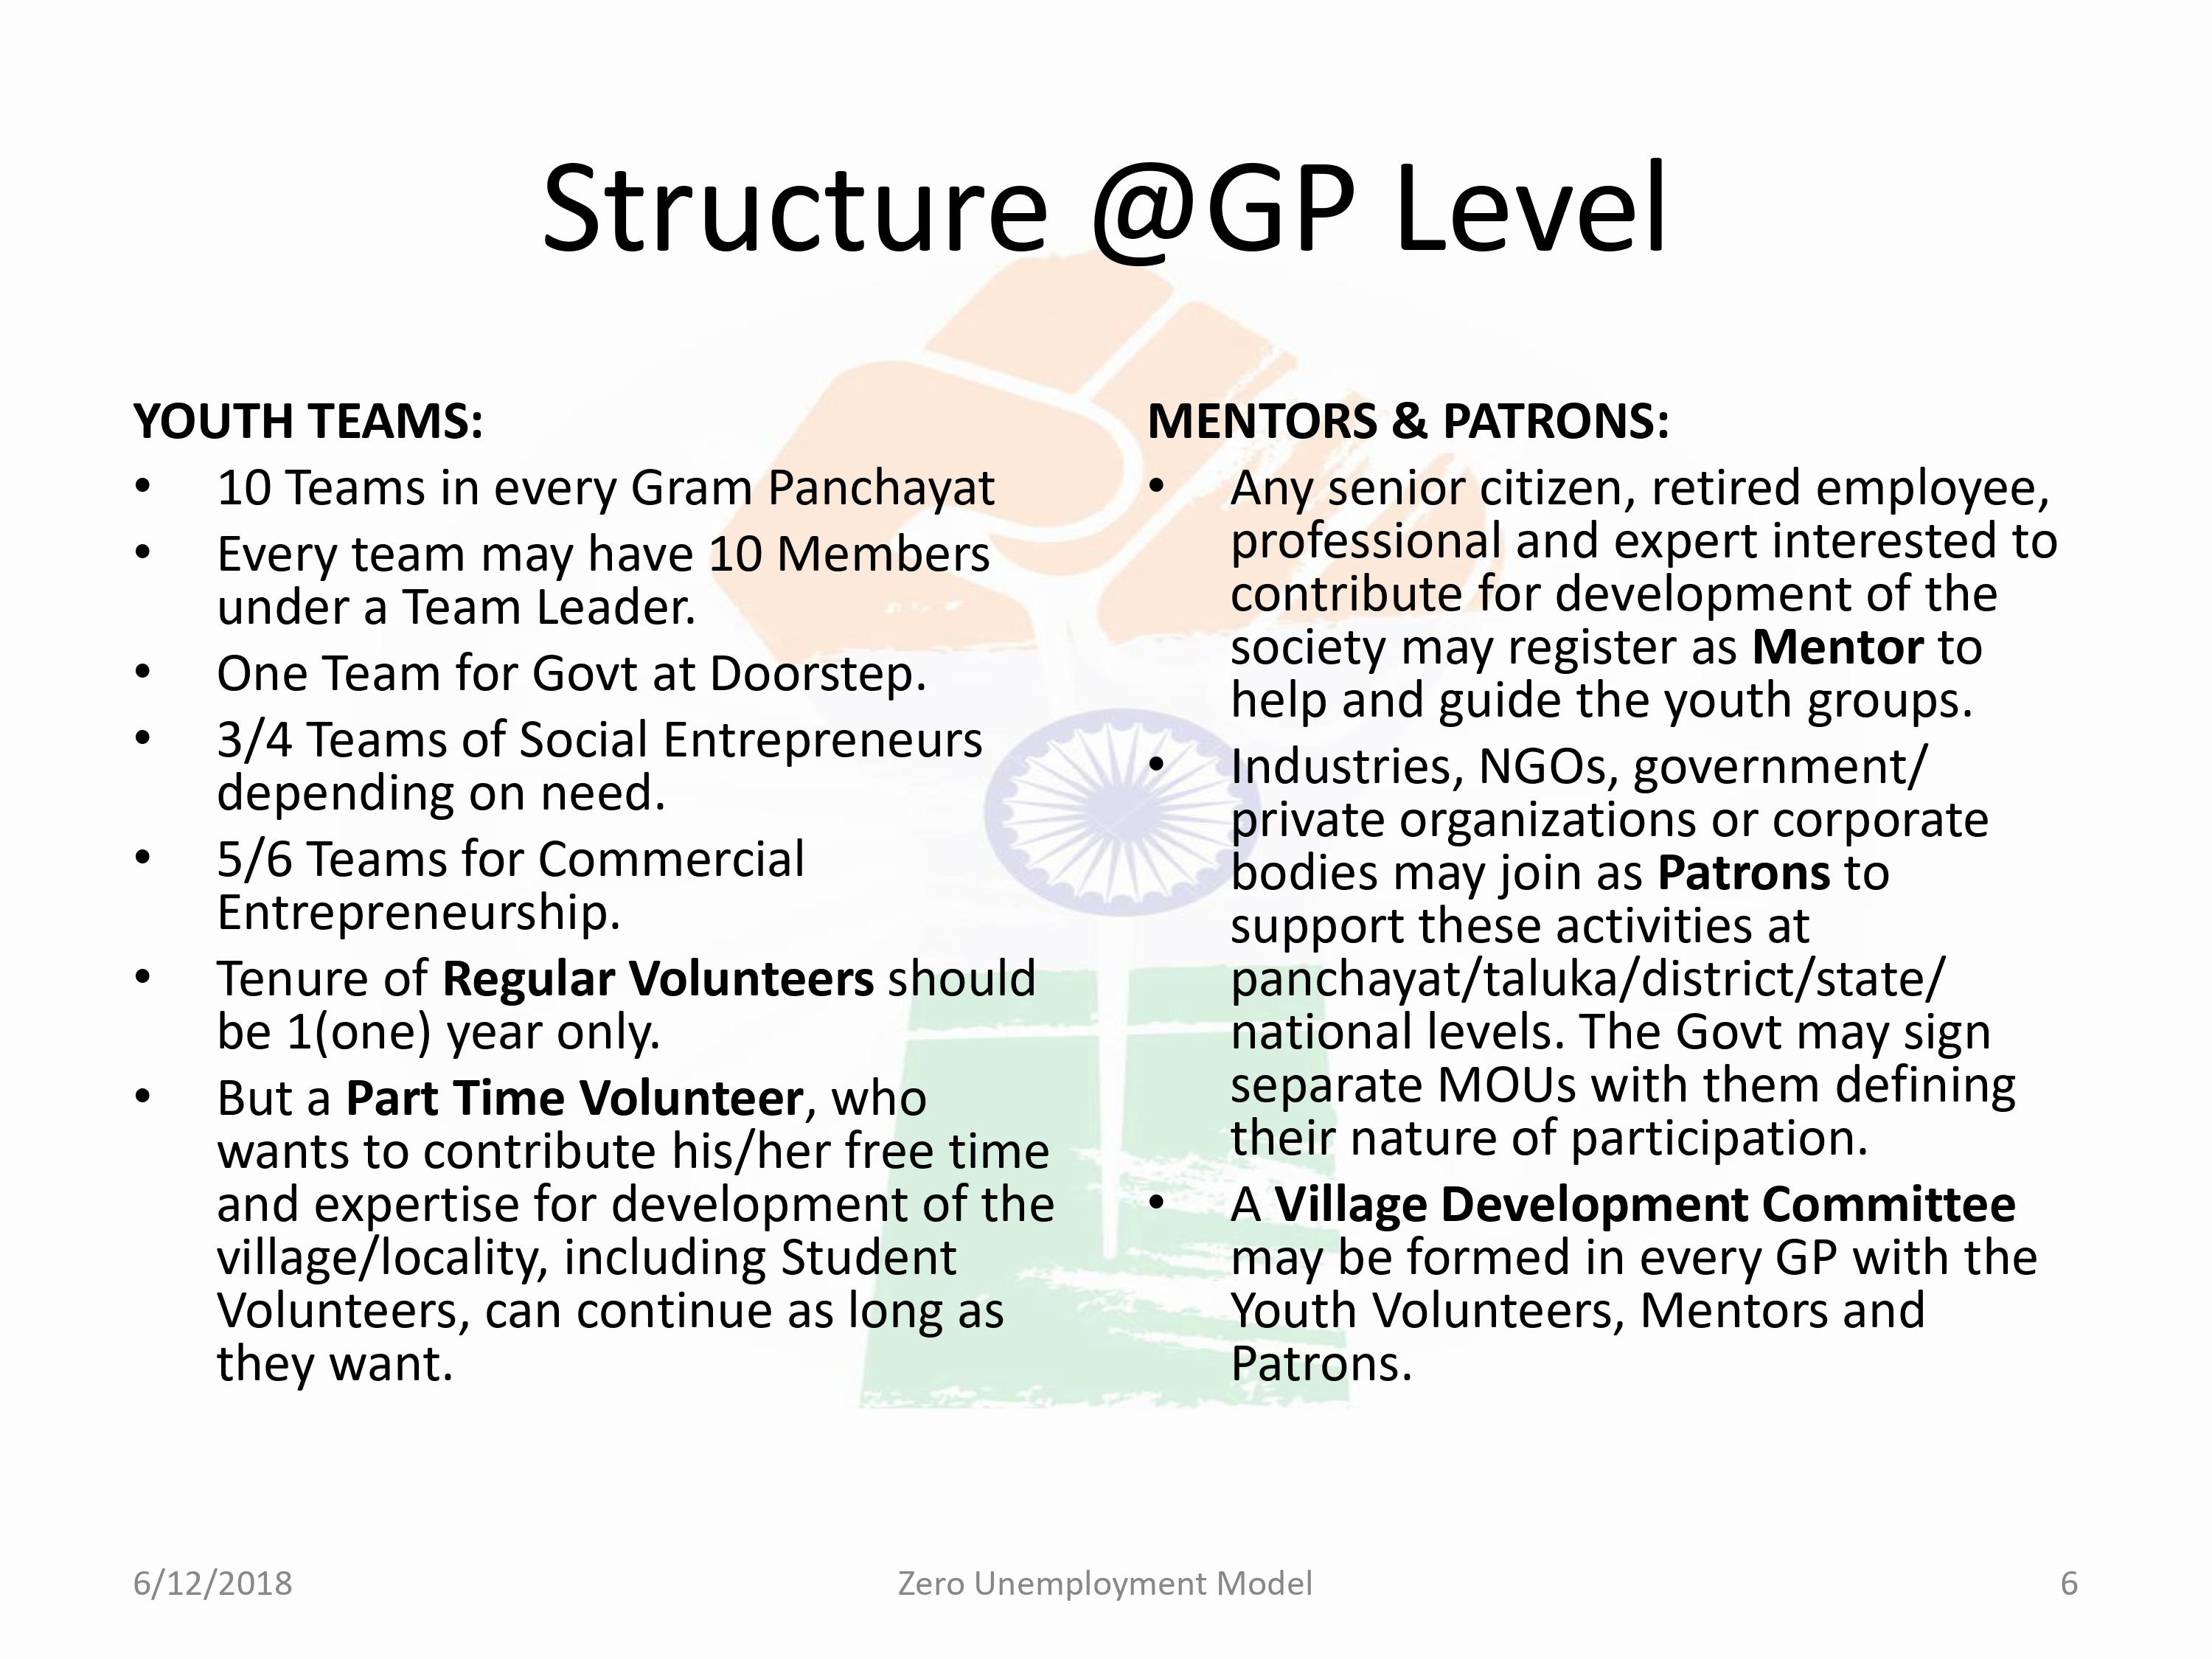 Structure @GP Level
YOUTH TEAMS:
• 10 Teams in every Gram Panchayat
• Every team may have 10 Members
under a Team Leader.
• One Team for Govt at Doorstep.
• 3/4 Teams of Social Entrepreneurs
depending on need.
• 5/6 Teams for Commercial
Entrepreneurship.
• Tenure of Regular Volunteers should
be 1(one) year only.
• But a Part Time Volunteer, who
wants to contribute his/her free time
and expertise for development of the
village/locality, including Student
Volunteers, can continue as long as
they want.
MENTORS & PATRONS:
• Any senior citizen, retired employee,
professional and expert interested to
contribute for development of the
society may register as Mentor to
help and guide the youth groups.
• Industries, NGOs, government/
private organizations or corporate
bodies may join as Patrons to
support these activities at
panchayat/taluka/district/state/
national levels. The Govt may sign
separate MOUs with them defining
their nature of participation.
• A Village Development Committee
may be formed in every GP with the
Youth Volunteers, Mentors and
Patrons.
6/12/2018
Zero Unemployment Model
6